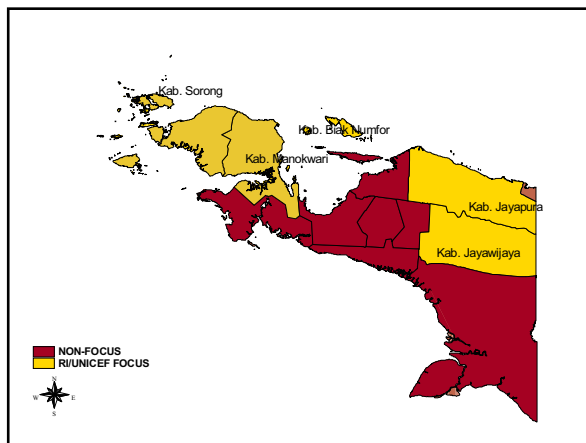 Kab. Sorong
Kab. Biak Numfor
Kab. Manokwari
Kab. Jayapura
Kab. Jayawijaya
NON-FOCUS
RI/UNICEF FOCUS
N
W E
S